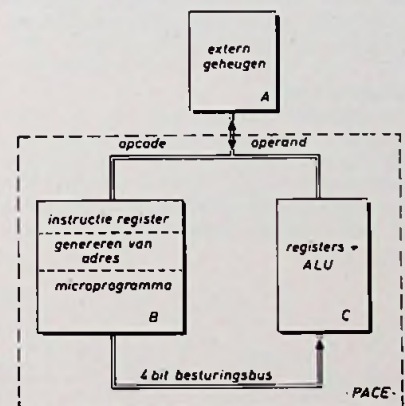 extern
geheugen
A
opcode operand
instructie register
genereren van
adres
microprogramma
B
registers +
ALU
C
4 bit besturingsbus
PACE